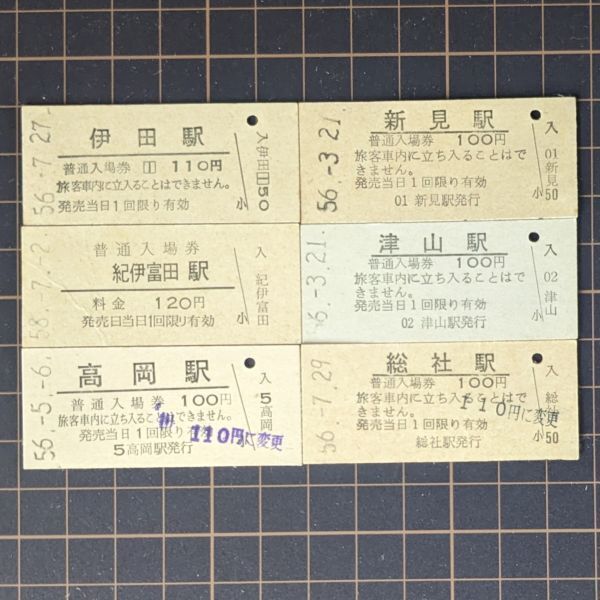 56.-7.27
伊田駅
普通入場券 110円
旅客車内に立入ることはできません。
発売当日1回限り有効
小
入
伊田
50
56.-3.21
新見駅
普通入場券 100円
旅客車内に立ち入ることはで
きません。
発売当日1回限り有効
01 新見駅発行
小
入
01
新見
50
58.-7.-2.
普通入場券
紀伊富田駅
料金 120円
発売日当日1回限り有効
小
入
紀伊富田
6.-3.21.
津山駅
普通入場券 100円
旅客車内に立ち入ることはで
きません。
発売当日1回限り有効
02 津山駅発行
小
入
02
津山
56.-5.-6.
高岡駅
普通入場券 100円
旅客車内に立ち入ることはできません。
発売当日1回限り有効
110円に変更
5高岡駅発行
入
5
高岡
56.-7.29
総社駅
普通入場券 100円
旅客車内に立ち入ることはで
きません。
110円に変更
発売当日1回限り有効
総社駅発行
小
入
総社
50